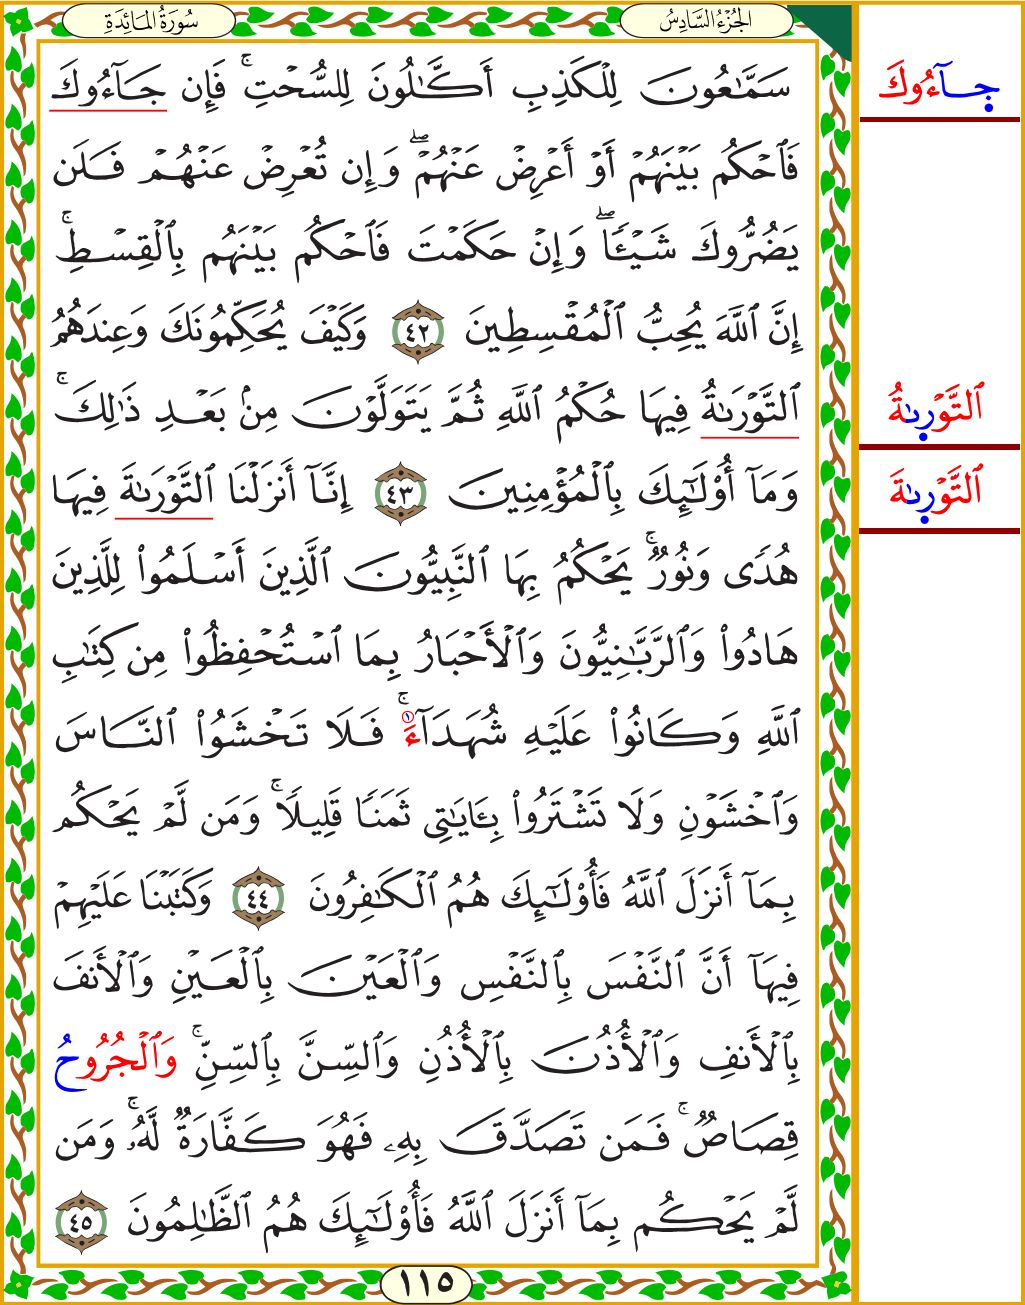 الجُزْءُ السَّادِسُ
سُورَةُ المَائِدَةِ
سَمَّٰعُونَ لِلْكَذِبِ أَكَّٰلُونَ لِلسُّحْتِ ۚ فَإِن جَآءُوكَ
فَٱحْكُم بَيْنَهُمْ أَوْ أَعْرِضْ عَنْهُمْ ۖ وَإِن تُعْرِضْ عَنْهُمْ فَلَن
يَضُرُّوكَ شَيْـًٔا ۖ وَإِنْ حَكَمْتَ فَٱحْكُم بَيْنَهُم بِٱلْقِسْطِ ۚ
إِنَّ ٱللَّهَ يُحِبُّ ٱلْمُقْسِطِينَ ٤٢ وَكَيْفَ يُحَكِّمُونَكَ وَعِندَهُمُ
ٱلتَّوْرَىٰةُ فِيهَا حُكْمُ ٱللَّهِ ثُمَّ يَتَوَلَّوْنَ مِنۢ بَعْدِ ذَٰلِكَ ۚ
وَمَآ أُو۟لَٰٓئِكَ بِٱلْمُؤْمِنِينَ ٤٣ إِنَّآ أَنزَلْنَا ٱلتَّوْرَىٰةَ فِيهَا
هُدًى وَنُورٌ ۚ يَحْكُمُ بِهَا ٱلنَّبِيُّونَ ٱلَّذِينَ أَسْلَمُوا۟ لِلَّذِينَ
هَادُوا۟ وَٱلرَّبَّٰنِيُّونَ وَٱلْأَحْبَارُ بِمَا ٱسْتُحْفِظُوا۟ مِن كِتَٰبِ
ٱللَّهِ وَكَانُوا۟ عَلَيْهِ شُهَدَآءَ ١ ۚ فَلَا تَخْشَوُا۟ ٱلنَّاسَ
وَٱخْشَوْنِ وَلَا تَشْتَرُوا۟ بِـَٔايَٰتِى ثَمَنًا قَلِيلًا ۚ وَمَن لَّمْ يَحْكُم
بِمَآ أَنزَلَ ٱللَّهُ فَأُو۟لَٰٓئِكَ هُمُ ٱلْكَٰفِرُونَ ٤٤ وَكَتَبْنَا عَلَيْهِمْ
فِيهَآ أَنَّ ٱلنَّفْسَ بِٱلنَّفْسِ وَٱلْعَيْنَ بِٱلْعَيْنِ وَٱلْأَنفَ
بِٱلْأَنفِ وَٱلْأُذُنَ بِٱلْأُذُنِ وَٱلسِّنَّ بِٱلسِّنِّ ۚ وَٱلْجُرُوحُ
قِصَاصٌ ۚ فَمَن تَصَدَّقَ بِهِۦ فَهُوَ كَفَّارَةٌ لَّهُۥ ۚ وَمَن
لَّمْ يَحْكُم بِمَآ أَنزَلَ ٱللَّهُ فَأُو۟لَٰٓئِكَ هُمُ ٱلظَّٰلِمُونَ ٤٥
١١٥
جآءُوكَ
ٱلتَّوْرىٰةُ
ٱلتَّوْرىٰةَ